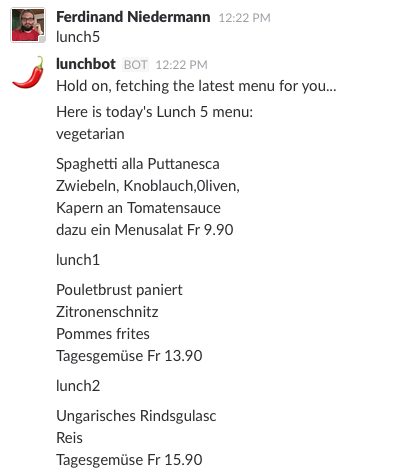 Ferdinand Niedermann 12:22 PM
lunch5
lunchbot BOT 12:22 PM
Hold on, fetching the latest menu for you...
Here is today's Lunch 5 menu:
vegetarian
Spaghetti alla Puttanesca
Zwiebeln, Knoblauch,0liven,
Kapern an Tomatensauce
dazu ein Menusalat Fr 9.90
lunch1
Pouletbrust paniert
Zitronenschnitz
Pommes frites
Tagesgemüse Fr 13.90
lunch2
Ungarisches Rindsgulasc
Reis
Tagesgemüse Fr 15.90